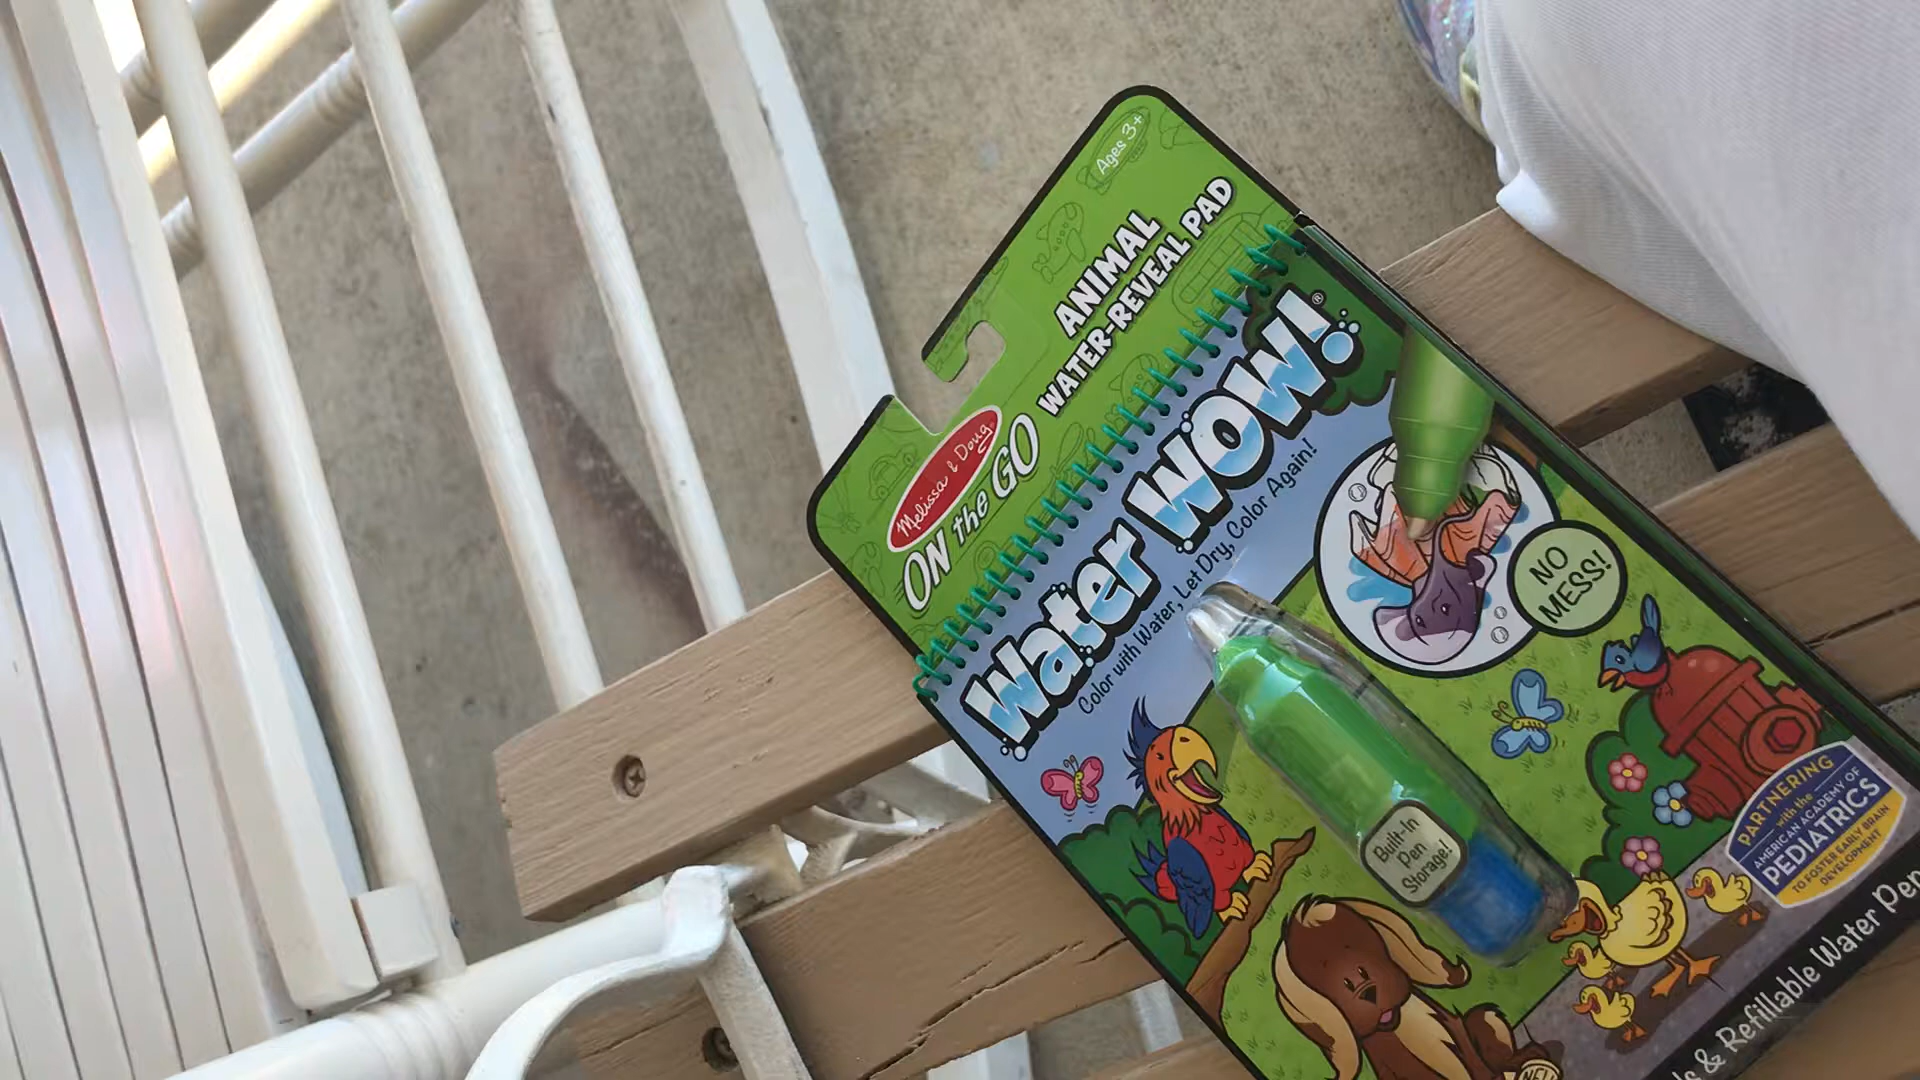 Ages 3+
ANIMAL
WATER-REVEAL PAD
Melissa & Doug
ON the GO
Water WOW!®
Color with Water, Let Dry, Color Again!
NO
MESS!
Built-In
Pen
Storage!
PARTNERING
with the
AMERICAN ACADEMY OF
PEDIATRICS
TO FOSTER EARLY BRAIN
DEVELOPMENT
& Refillable Water Pen